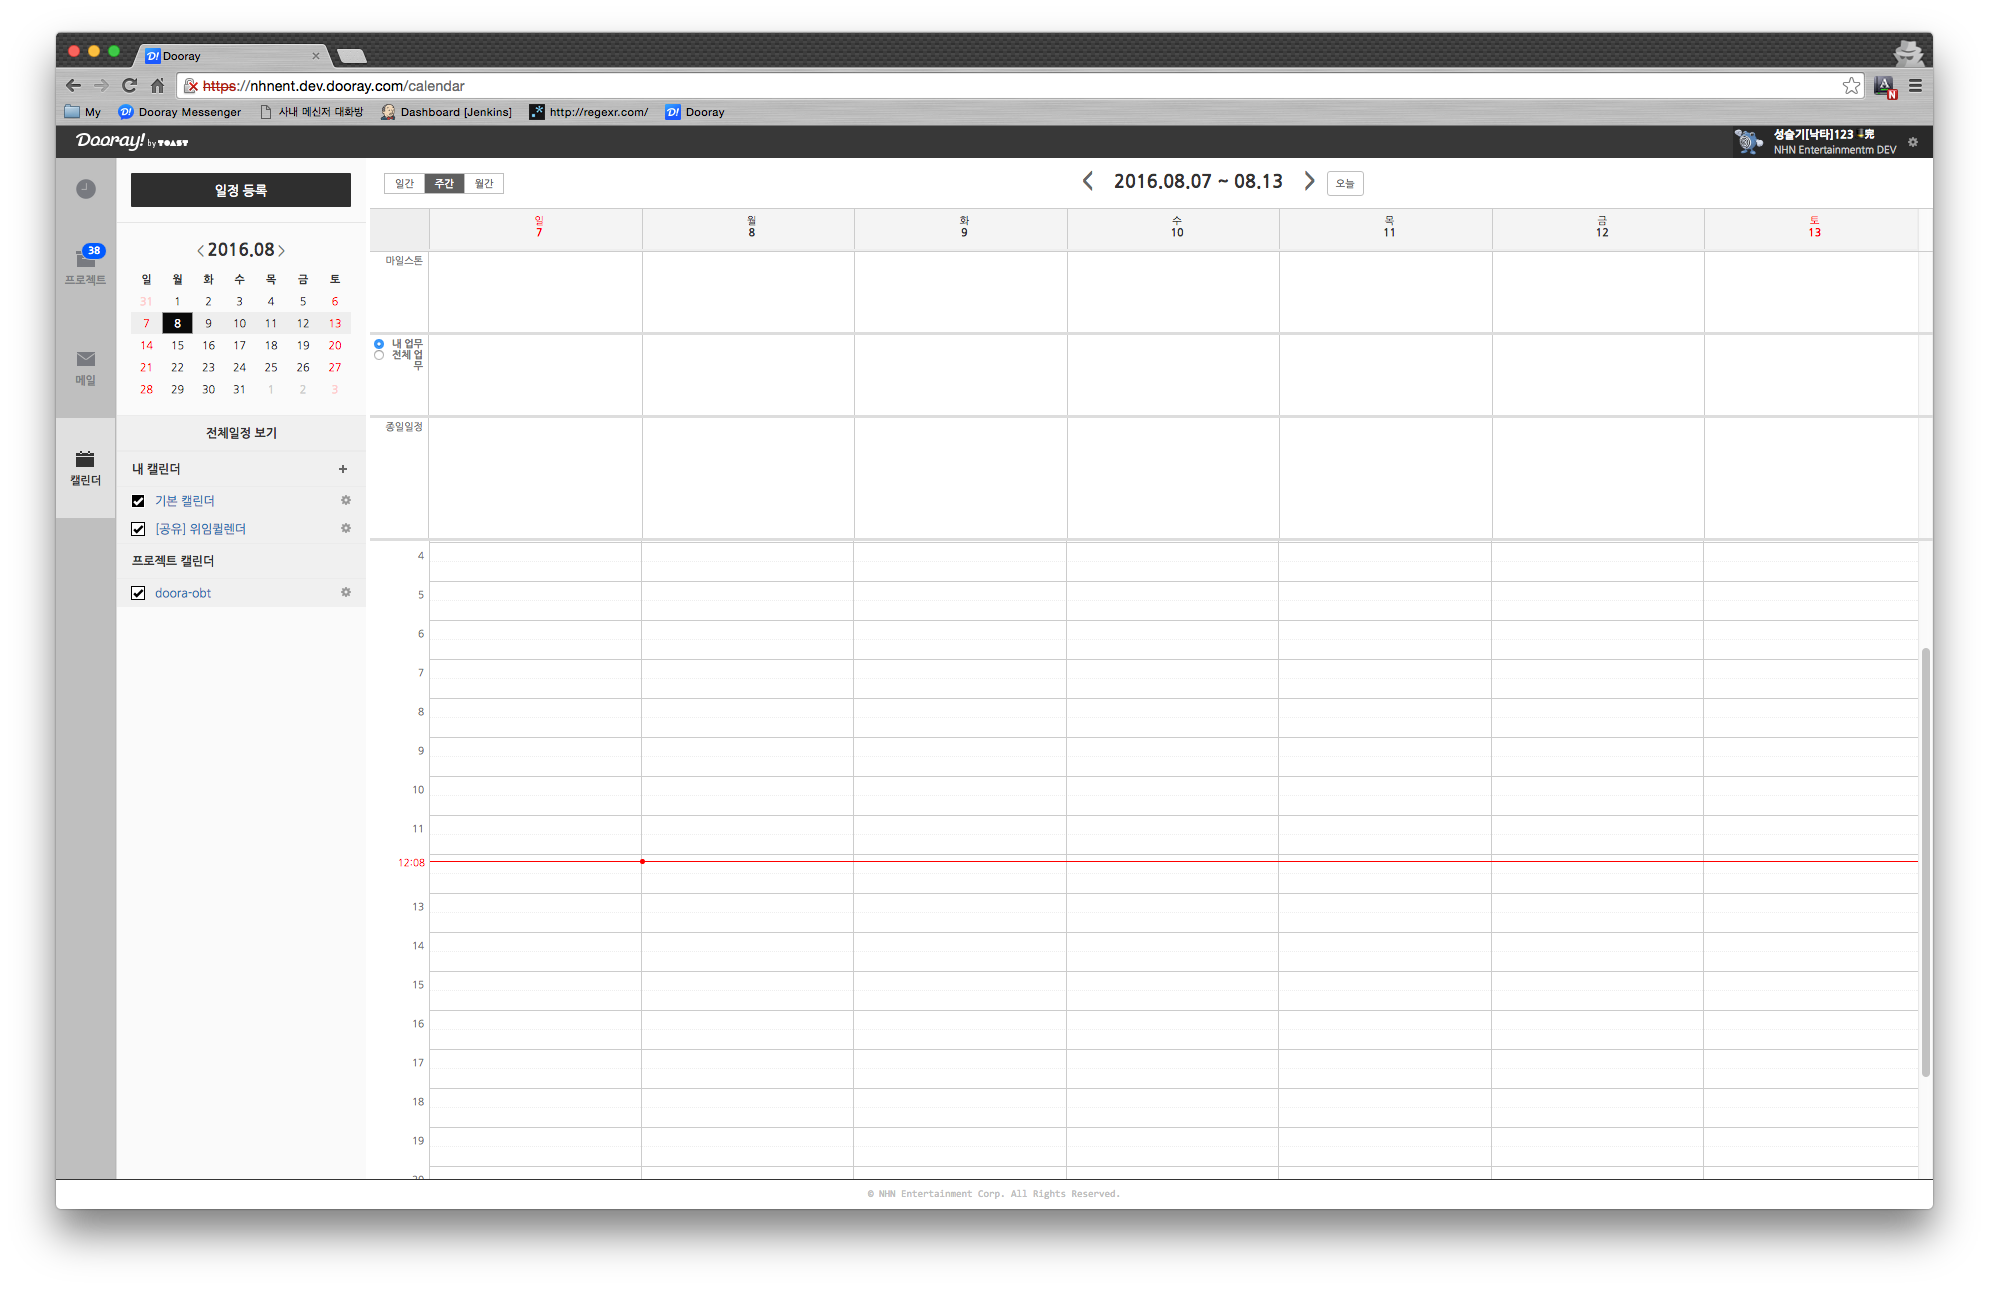 Dooray
https://nhnent.dev.dooray.com/calendar
My Dooray Messenger 사내 메신저 대화방 Dashboard [Jenkins] http://regexr.com/ Dooray
Dooray! by TOAST
성슬기[낙타]123
NHN Entertainmentm DEV
38
프로젝트
메일
캘린더
일정 등록
2016.08
일 월 화 수 목 금 토
31 1 2 3 4 5 6
7 8 9 10 11 12 13
14 15 16 17 18 19 20
21 22 23 24 25 26 27
28 29 30 31 1 2 3
전체일정 보기
내 캘린더 +
기본 캘린더
[공유] 위임퀄렌더
프로젝트 캘린더
doora-obt
일간 주간 월간
2016.08.07 ~ 08.13
오늘
일 월 화 수 목 금 토
7 8 9 10 11 12 13
마일스톤
내 업무
전체 업
무
종일일정
4
5
6
7
8
9
10
11
12:08
13
14
15
16
17
18
19
© NHN Entertainment Corp. All Rights Reserved.